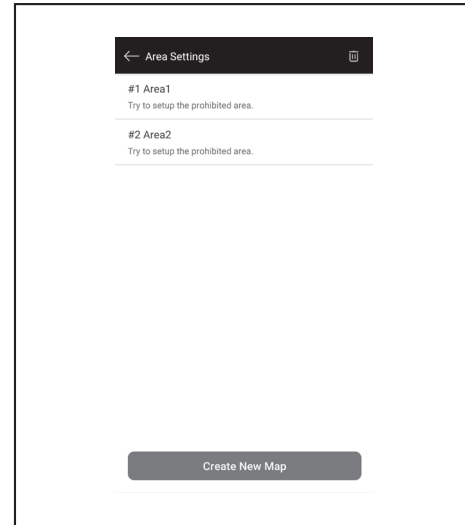 Area Settings
#1 Area1
Try to setup the prohibited area.
#2 Area2
Try to setup the prohibited area.
Create New Map